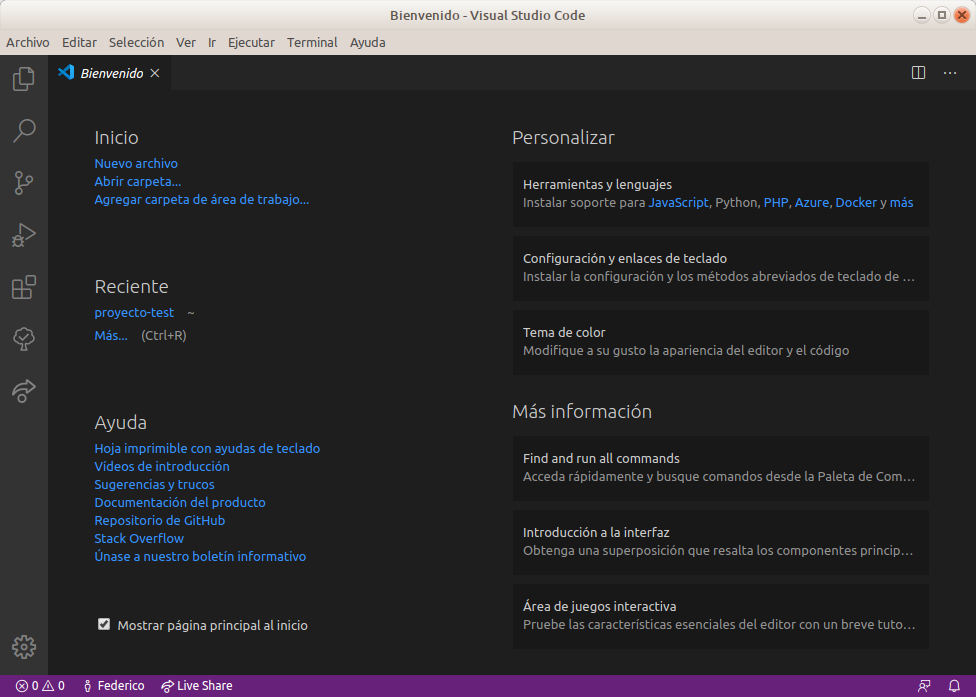 Bienvenido - Visual Studio Code
Archivo Editar Selección Ver Ir Ejecutar Terminal Ayuda
Bienvenido
Inicio
Nuevo archivo
Abrir carpeta...
Agregar carpeta de área de trabajo...
Reciente
proyecto-test ~
Más... (Ctrl+R)
Ayuda
Hoja imprimible con ayudas de teclado
Vídeos de introducción
Sugerencias y trucos
Documentación del producto
Repositorio de GitHub
Stack Overflow
Únase a nuestro boletín informativo
Mostrar página principal al inicio
Personalizar
Herramientas y lenguajes
Instalar soporte para JavaScript, Python, PHP, Azure, Docker y más
Configuración y enlaces de teclado
Instalar la configuración y los métodos abreviados de teclado de ...
Tema de color
Modifique a su gusto la apariencia del editor y el código
Más información
Find and run all commands
Acceda rápidamente y busque comandos desde la Paleta de Com...
Introducción a la interfaz
Obtenga una superposición que resalta los componentes princip...
Área de juegos interactiva
Pruebe las características esenciales del editor con un breve tuto...
0 0 Federico Live Share